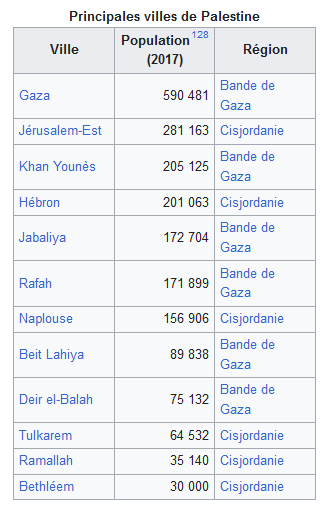 Principales villes de Palestine
Ville Population128 (2017) Région
Gaza 590 481 Bande de Gaza
Jérusalem-Est 281 163 Cisjordanie
Khan Younès 205 125 Bande de Gaza
Hébron 201 063 Cisjordanie
Jabaliya 172 704 Bande de Gaza
Rafah 171 899 Bande de Gaza
Naplouse 156 906 Cisjordanie
Beit Lahiya 89 838 Bande de Gaza
Deir el-Balah 75 132 Bande de Gaza
Tulkarem 64 532 Cisjordanie
Ramallah 35 140 Cisjordanie
Bethléem 30 000 Cisjordanie